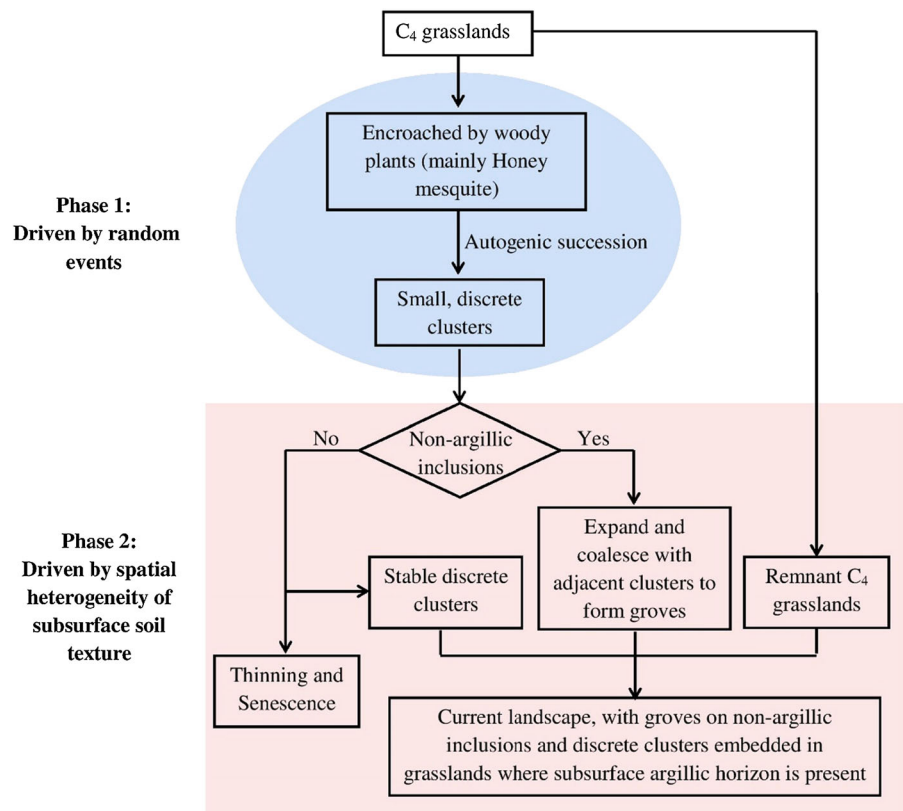 C₄ grasslands
Encroached by woody
plants (mainly Honey
mesquite)
Phase 1:
Driven by random
events
Autogenic succession
Small, discrete
clusters
No
Non-argillic
inclusions
Yes
Phase 2:
Driven by spatial
heterogeneity of
subsurface soil
texture
Stable discrete
clusters
Expand and
coalesce with
adjacent clusters to
form groves
Remnant C₄
grasslands
Thinning and
Senescence
Current landscape, with groves on non-argillic
inclusions and discrete clusters embedded in
grasslands where subsurface argillic horizon is present